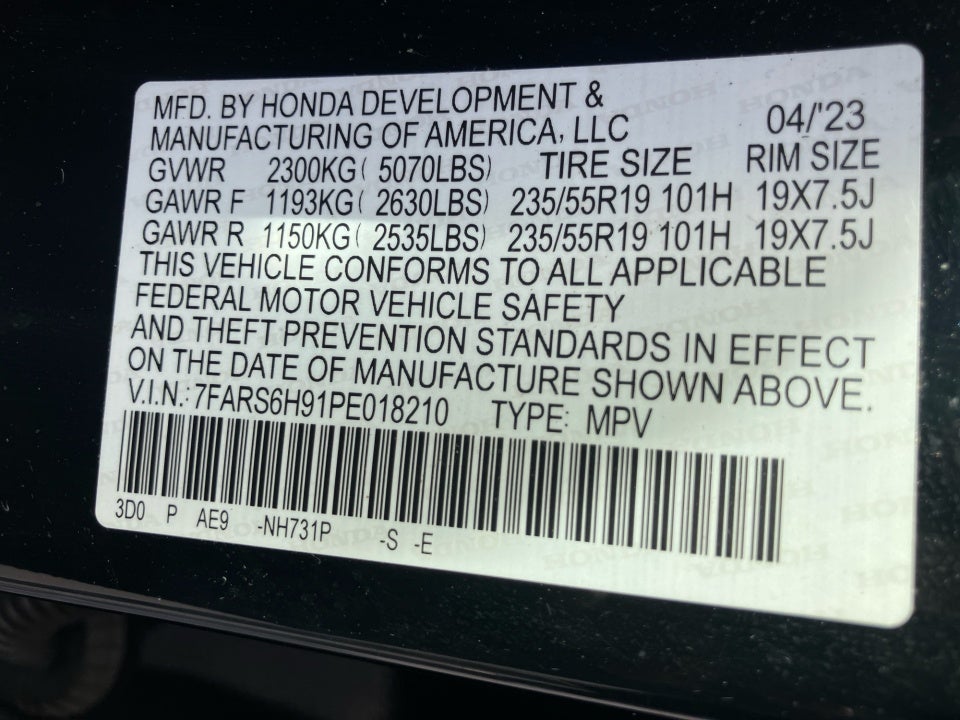 MFD. BY HONDA DEVELOPMENT &
MANUFACTURING OF AMERICA, LLC 04/'23
GVWR 2300KG ( 5070LBS) TIRE SIZE RIM SIZE
GAWR F 1193KG ( 2630LBS) 235/55R19 101H 19X7.5J
GAWR R 1150KG ( 2535LBS) 235/55R19 101H 19X7.5J
THIS VEHICLE CONFORMS TO ALL APPLICABLE
FEDERAL MOTOR VEHICLE SAFETY
AND THEFT PREVENTION STANDARDS IN EFFECT
ON THE DATE OF MANUFACTURE SHOWN ABOVE.
V.I.N.: 7FARS6H91PE018210 TYPE: MPV
3D0 P AE9 -NH731P -S -E